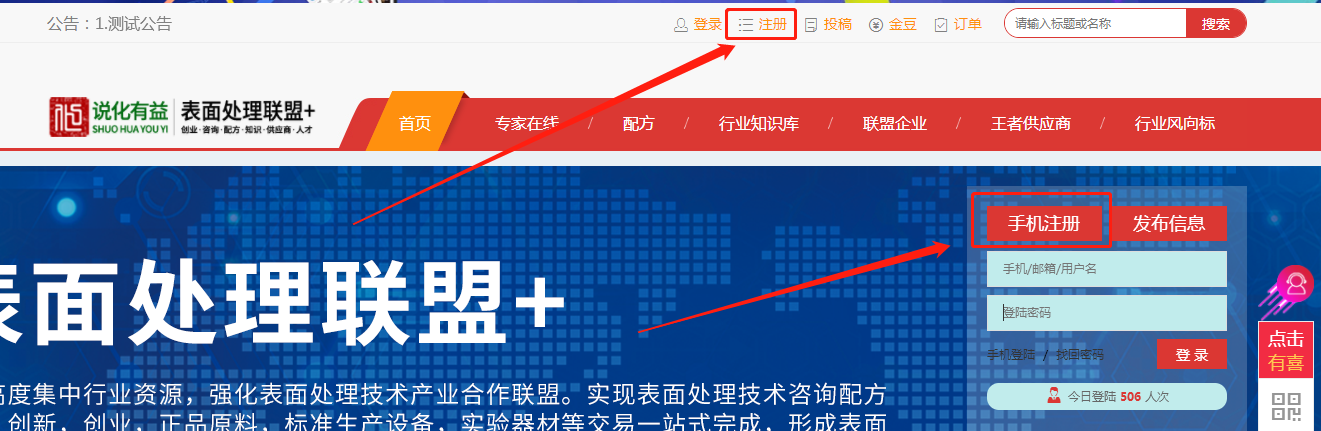 公告：1.测试公告 登录 注册 投稿 金豆 订单 请输入标题或名称 搜索
说化有益 表面处理联盟+
SHUO HUA YOU YI 创业·咨询·配方·知识·供应商·人才
首页 专家在线 / 配方 / 行业知识库 / 联盟企业 / 王者供应商 / 行业风向标
手机注册 发布信息
手机/邮箱/用户名
登陆密码
表面处理联盟+
手机登陆 / 找回密码 登 录
点击
有喜
高度集中行业资源，强化表面处理技术产业合作联盟。实现表面处理技术咨询配方
今日登陆 506 人次
创新，创业，正品原料，标准生产设备，实验器材等交易一站式完成，形成表面